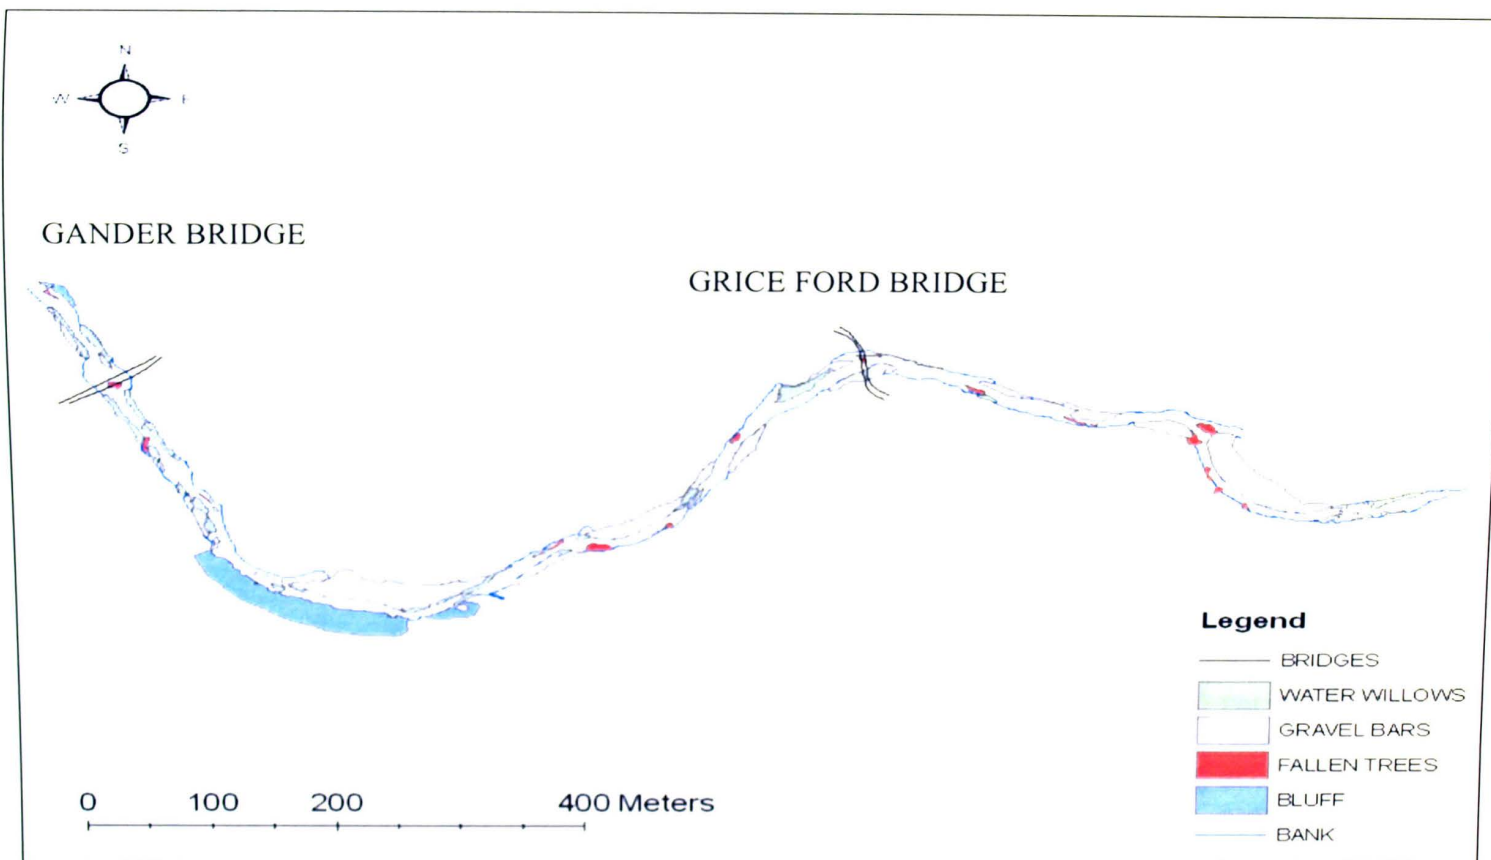 N
W E
S
GANDER BRIDGE
GRICE FORD BRIDGE
Legend
BRIDGES
WATER WILLOWS
GRAVEL BARS
FALLEN TREES
BLUFF
BANK
0 100 200 400 Meters